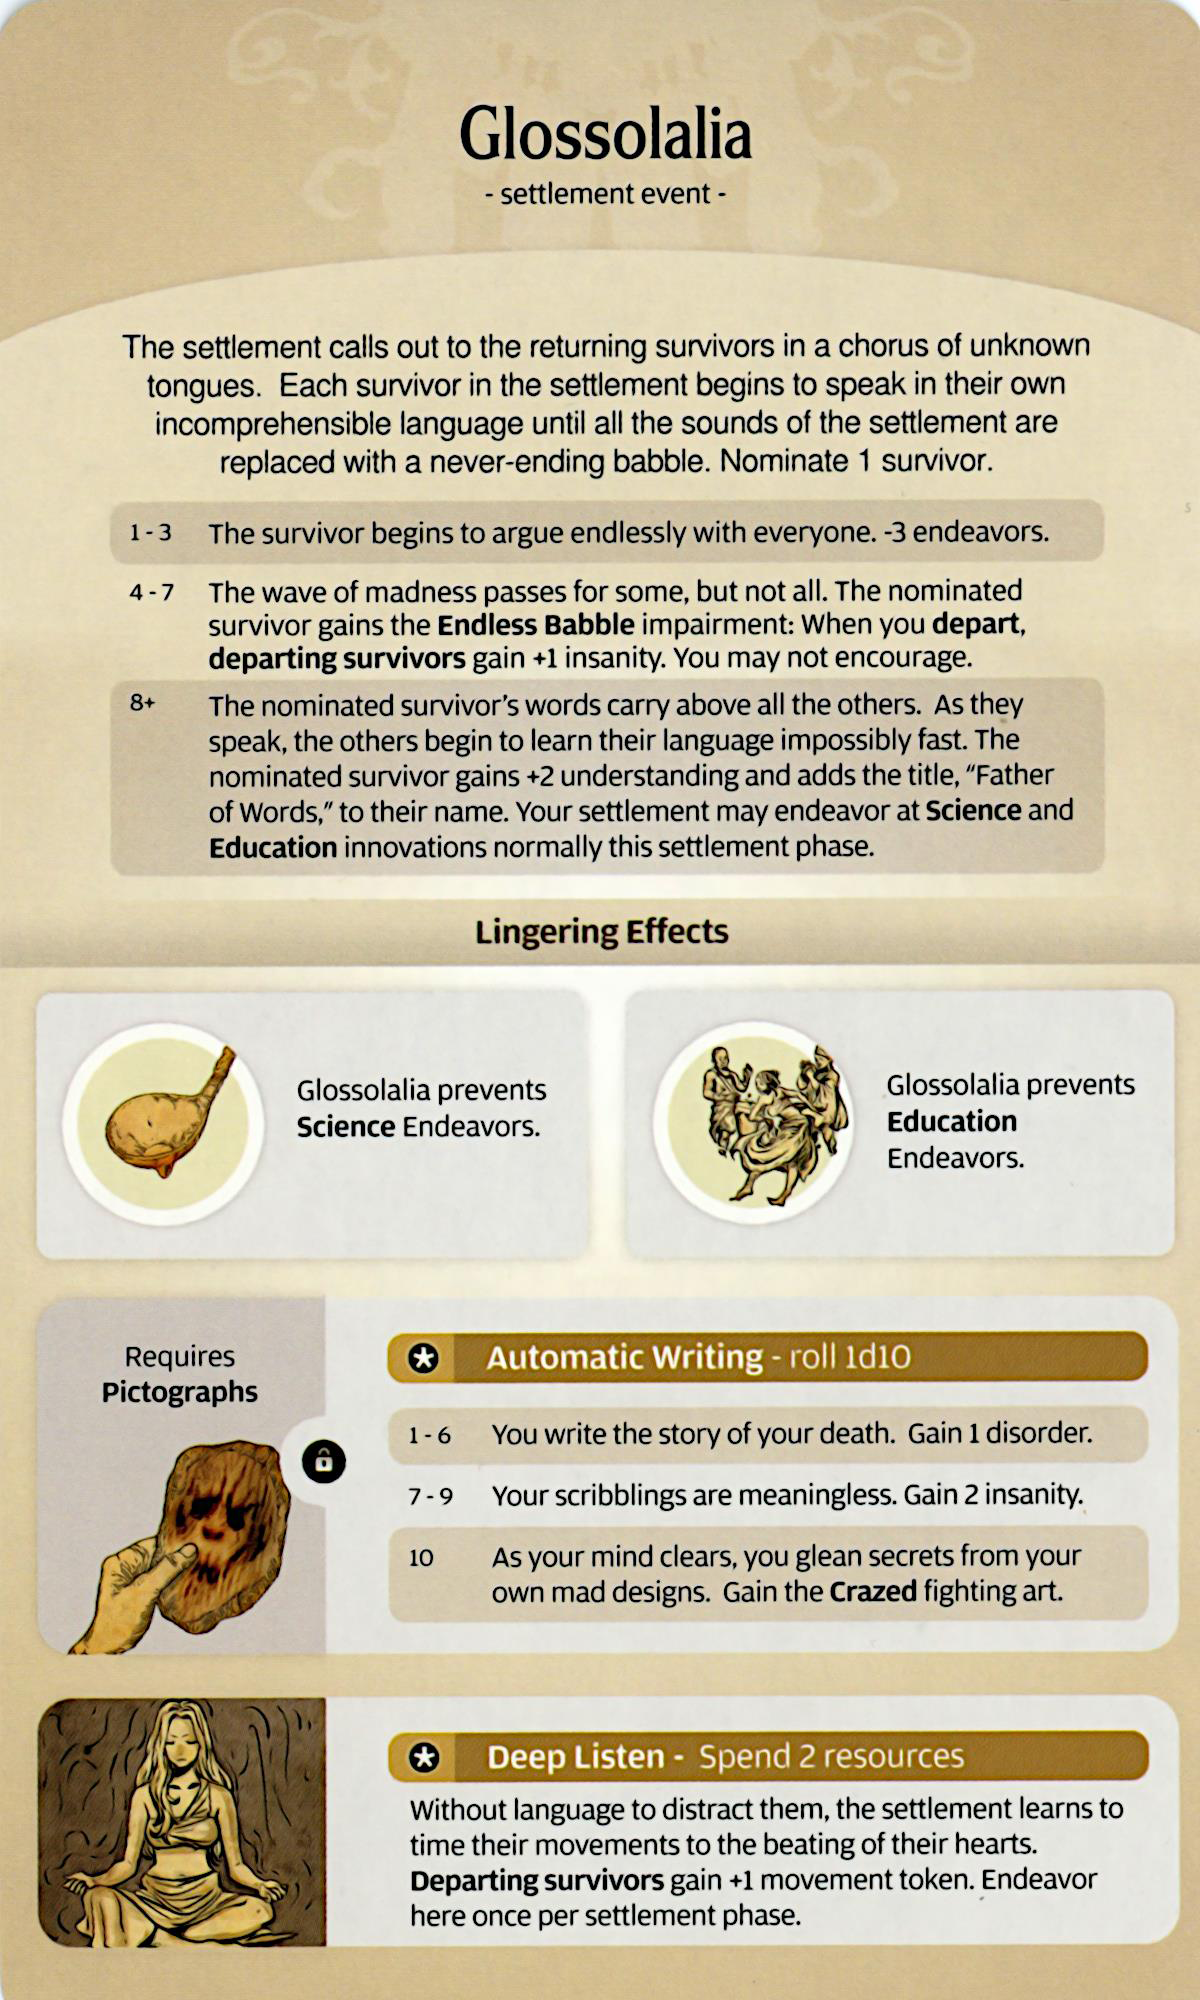 Glossolalia
- settlement event -
The settlement calls out to the returning survivors in a chorus of unknown
tongues.  Each survivor in the settlement begins to speak in their own
incomprehensible language until all the sounds of the settlement are
replaced with a never-ending babble. Nominate 1 survivor.
1 - 3 The survivor begins to argue endlessly with everyone. -3 endeavors.
4 - 7 The wave of madness passes for some, but not all. The nominated
survivor gains the Endless Babble impairment: When you depart,
departing survivors gain +1 insanity. You may not encourage.
8+ The nominated survivor's words carry above all the others.  As they
speak, the others begin to learn their language impossibly fast. The
nominated survivor gains +2 understanding and adds the title, "Father
of Words," to their name. Your settlement may endeavor at Science and
Education innovations normally this settlement phase.
Lingering Effects
Glossolalia prevents
Science Endeavors.
Glossolalia prevents
Education
Endeavors.
Requires
Pictographs
Automatic Writing - roll 1d10
1 - 6 You write the story of your death.  Gain 1 disorder.
7 - 9 Your scribblings are meaningless. Gain 2 insanity.
10 As your mind clears, you glean secrets from your
own mad designs.  Gain the Crazed fighting art.
Deep Listen -  Spend 2 resources
Without language to distract them, the settlement learns to
time their movements to the beating of their hearts.
Departing survivors gain +1 movement token. Endeavor
here once per settlement phase.